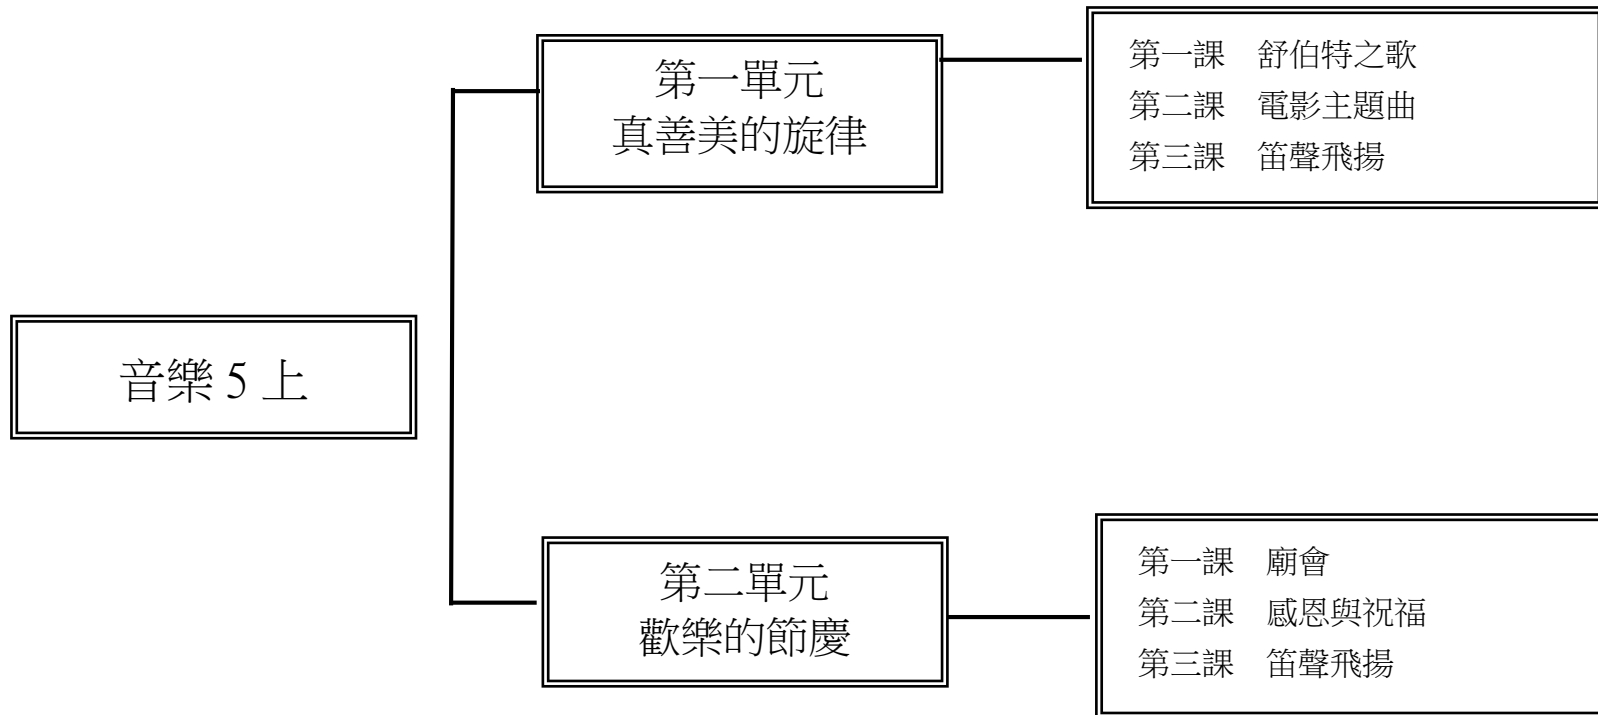 音樂 5 上
第一單元
真善美的旋律
第一課　舒伯特之歌
第二課　電影主題曲
第三課　笛聲飛揚
第二單元
歡樂的節慶
第一課　廟會
第二課　感恩與祝福
第三課　笛聲飛揚